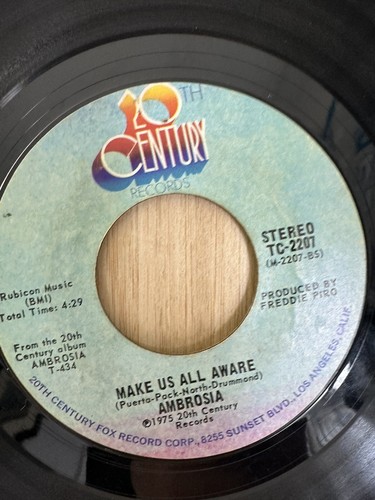 20TH
CENTURY
RECORDS
STEREO
TC-2207
(M-2207-BS)
Rubicon Music
(BMI)
Total Time: 4:29
PRODUCED BY
FREDDIE PIRO
From the 20th
Century album
AMBROSIA
T-434
MAKE US ALL AWARE
(Puerta-Pack-North-Drummond)
AMBROSIA
℗1975 20th Century
Records
20TH CENTURY FOX RECORD CORP., 8255 SUNSET BLVD., LOS ANGELES, CALIF.